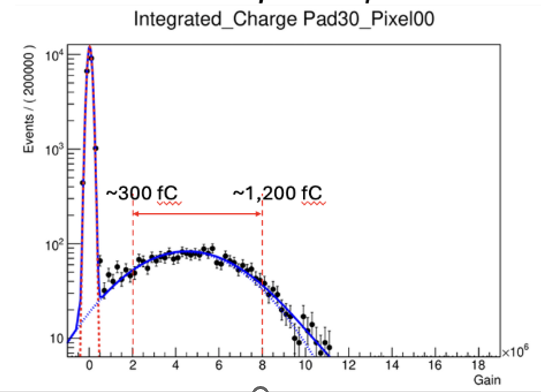 Integrated_Charge Pad30_Pixel00
Events / ( 200000 )
10⁴
10³
10²
10
~300 fC
~1,200 fC
0 2 4 6 8 10 12 14 16 18
×10⁶
Gain